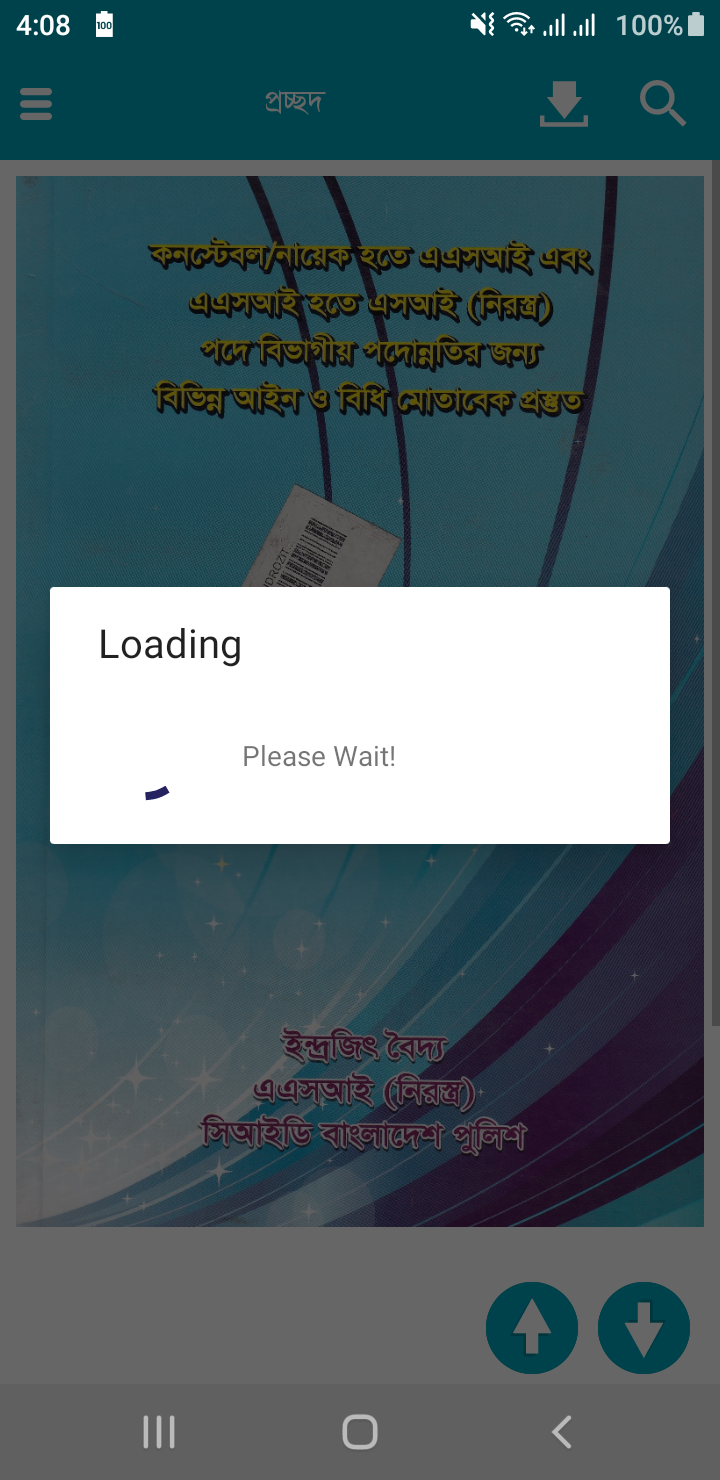 4:08
100
100%
প্রচ্ছদ
কনস্টেবল/নায়েক হতে এএসআই এবং
এএসআই হতে এসআই (নিরস্ত্র)
পদে বিভাগীয় পদোন্নতির জন্য
বিভিন্ন আইন ও বিধি মোতাবেক প্রস্তুত
Loading
Please Wait!
ইন্দ্রজিৎ বৈদ্য
এএসআই (নিরস্ত্র)
সিআইডি বাংলাদেশ পুলিশ